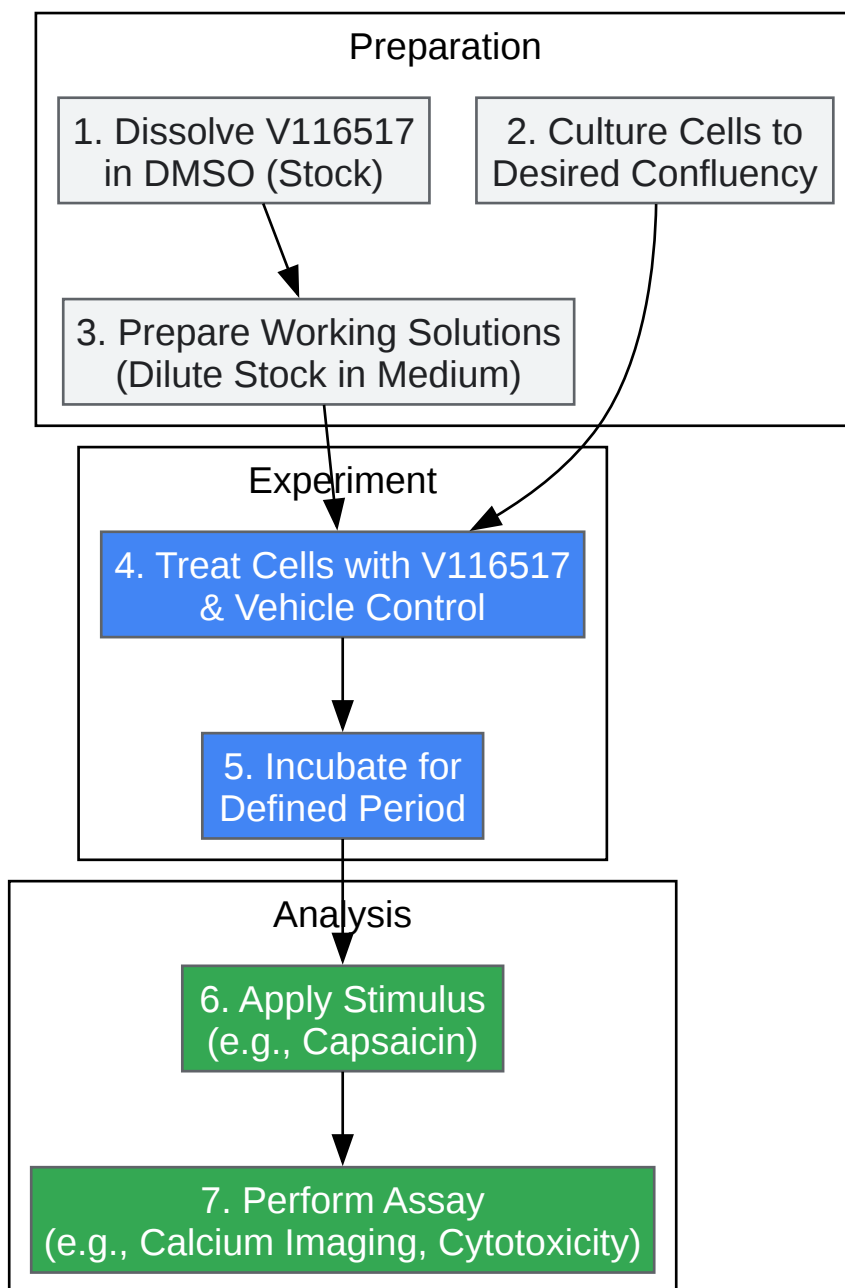 Preparation
1. Dissolve V116517
in DMSO (Stock)
2. Culture Cells to
Desired Confluency
3. Prepare Working Solutions
(Dilute Stock in Medium)
Experiment
4. Treat Cells with V116517
& Vehicle Control
5. Incubate for
Defined Period
Analysis
6. Apply Stimulus
(e.g., Capsaicin)
7. Perform Assay
(e.g., Calcium Imaging, Cytotoxicity)